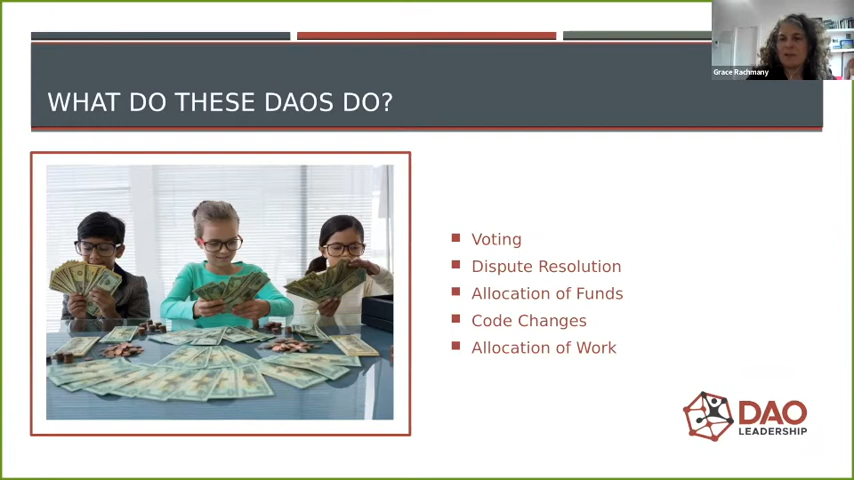 Grace Rachmany
WHAT DO THESE DAOS DO?
Voting
Dispute Resolution
Allocation of Funds
Code Changes
Allocation of Work
DAO
LEADERSHIP